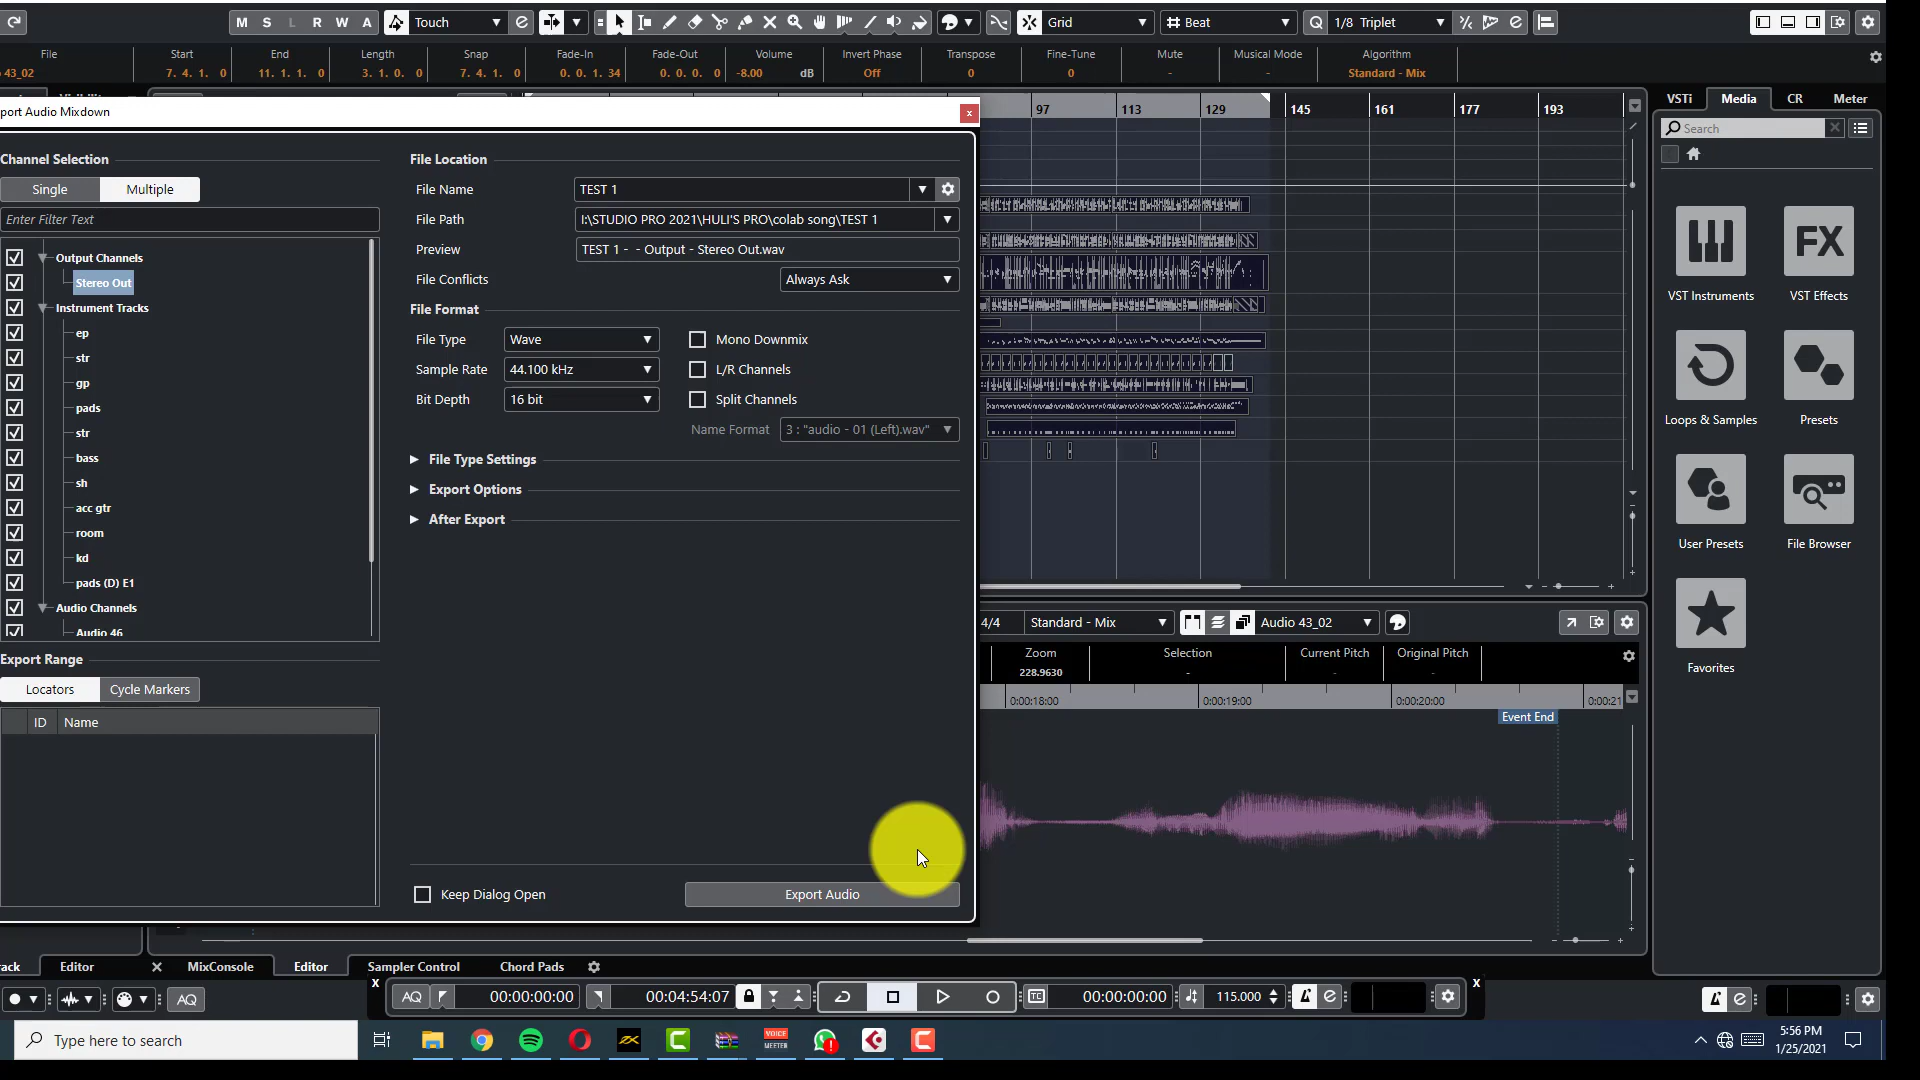 M S L R W A Touch Grid Beat 1/8 Triplet
File Start End Length Snap Fade-In Fade-Out Volume Invert Phase Transpose Fine-Tune Mute Musical Mode Algorithm
43_02 7. 4. 1. 0 11. 1. 1. 0 3. 1. 0. 0 7. 4. 1. 0 0. 0. 1. 34 0. 0. 0. 0 -8.00 dB Off 0 0 - - Standard - Mix
port Audio Mixdown
97 113 129 145 161 177 193
VSTi Media CR Meter
Search
Channel Selection
Single Multiple
Enter Filter Text
Output Channels
Stereo Out
Instrument Tracks
ep
str
gp
pads
str
bass
sh
acc gtr
room
kd
pads (D) E1
Audio Channels
Audio 46
Export Range
Locators Cycle Markers
ID Name
File Location
File Name TEST 1
File Path I:\STUDIO PRO 2021\HULI'S PRO\colab song\TEST 1
Preview TEST 1 - - Output - Stereo Out.wav
File Conflicts Always Ask
File Format
File Type Wave Mono Downmix
Sample Rate 44.100 kHz L/R Channels
Bit Depth 16 bit Split Channels
Name Format 3 : "audio - 01 (Left).wav"
File Type Settings
Export Options
After Export
Keep Dialog Open Export Audio
VST Instruments FX VST Effects
Loops & Samples Presets
User Presets File Browser
Favorites
4/4 Standard - Mix Audio 43_02
Zoom Selection Current Pitch Original Pitch
228.9630 - - -
0:00:18:00 0:00:19:00 0:00:20:00 0:00:21
Event End
ack Editor MixConsole Editor Sampler Control Chord Pads
AQ AQ 00:00:00:00 00:04:54:07 TC 00:00:00:00 115.000
Type here to search
VOICE
MEETER
5:56 PM
1/25/2021